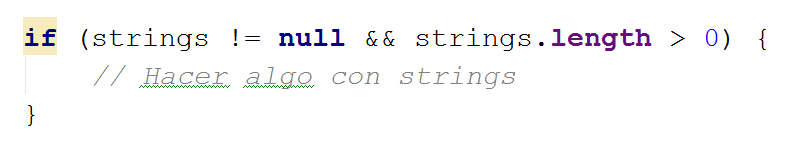 if (strings != null && strings.length > 0) {
// Hacer algo con strings
}